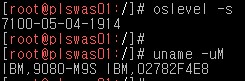 [root@plswas01:/]# oslevel -s
7100-05-04-1914
[root@plswas01:/]#
[root@plswas01:/]# uname -uM
IBM,9080-M9S IBM,02782F4E8
[root@plswas01:/]#